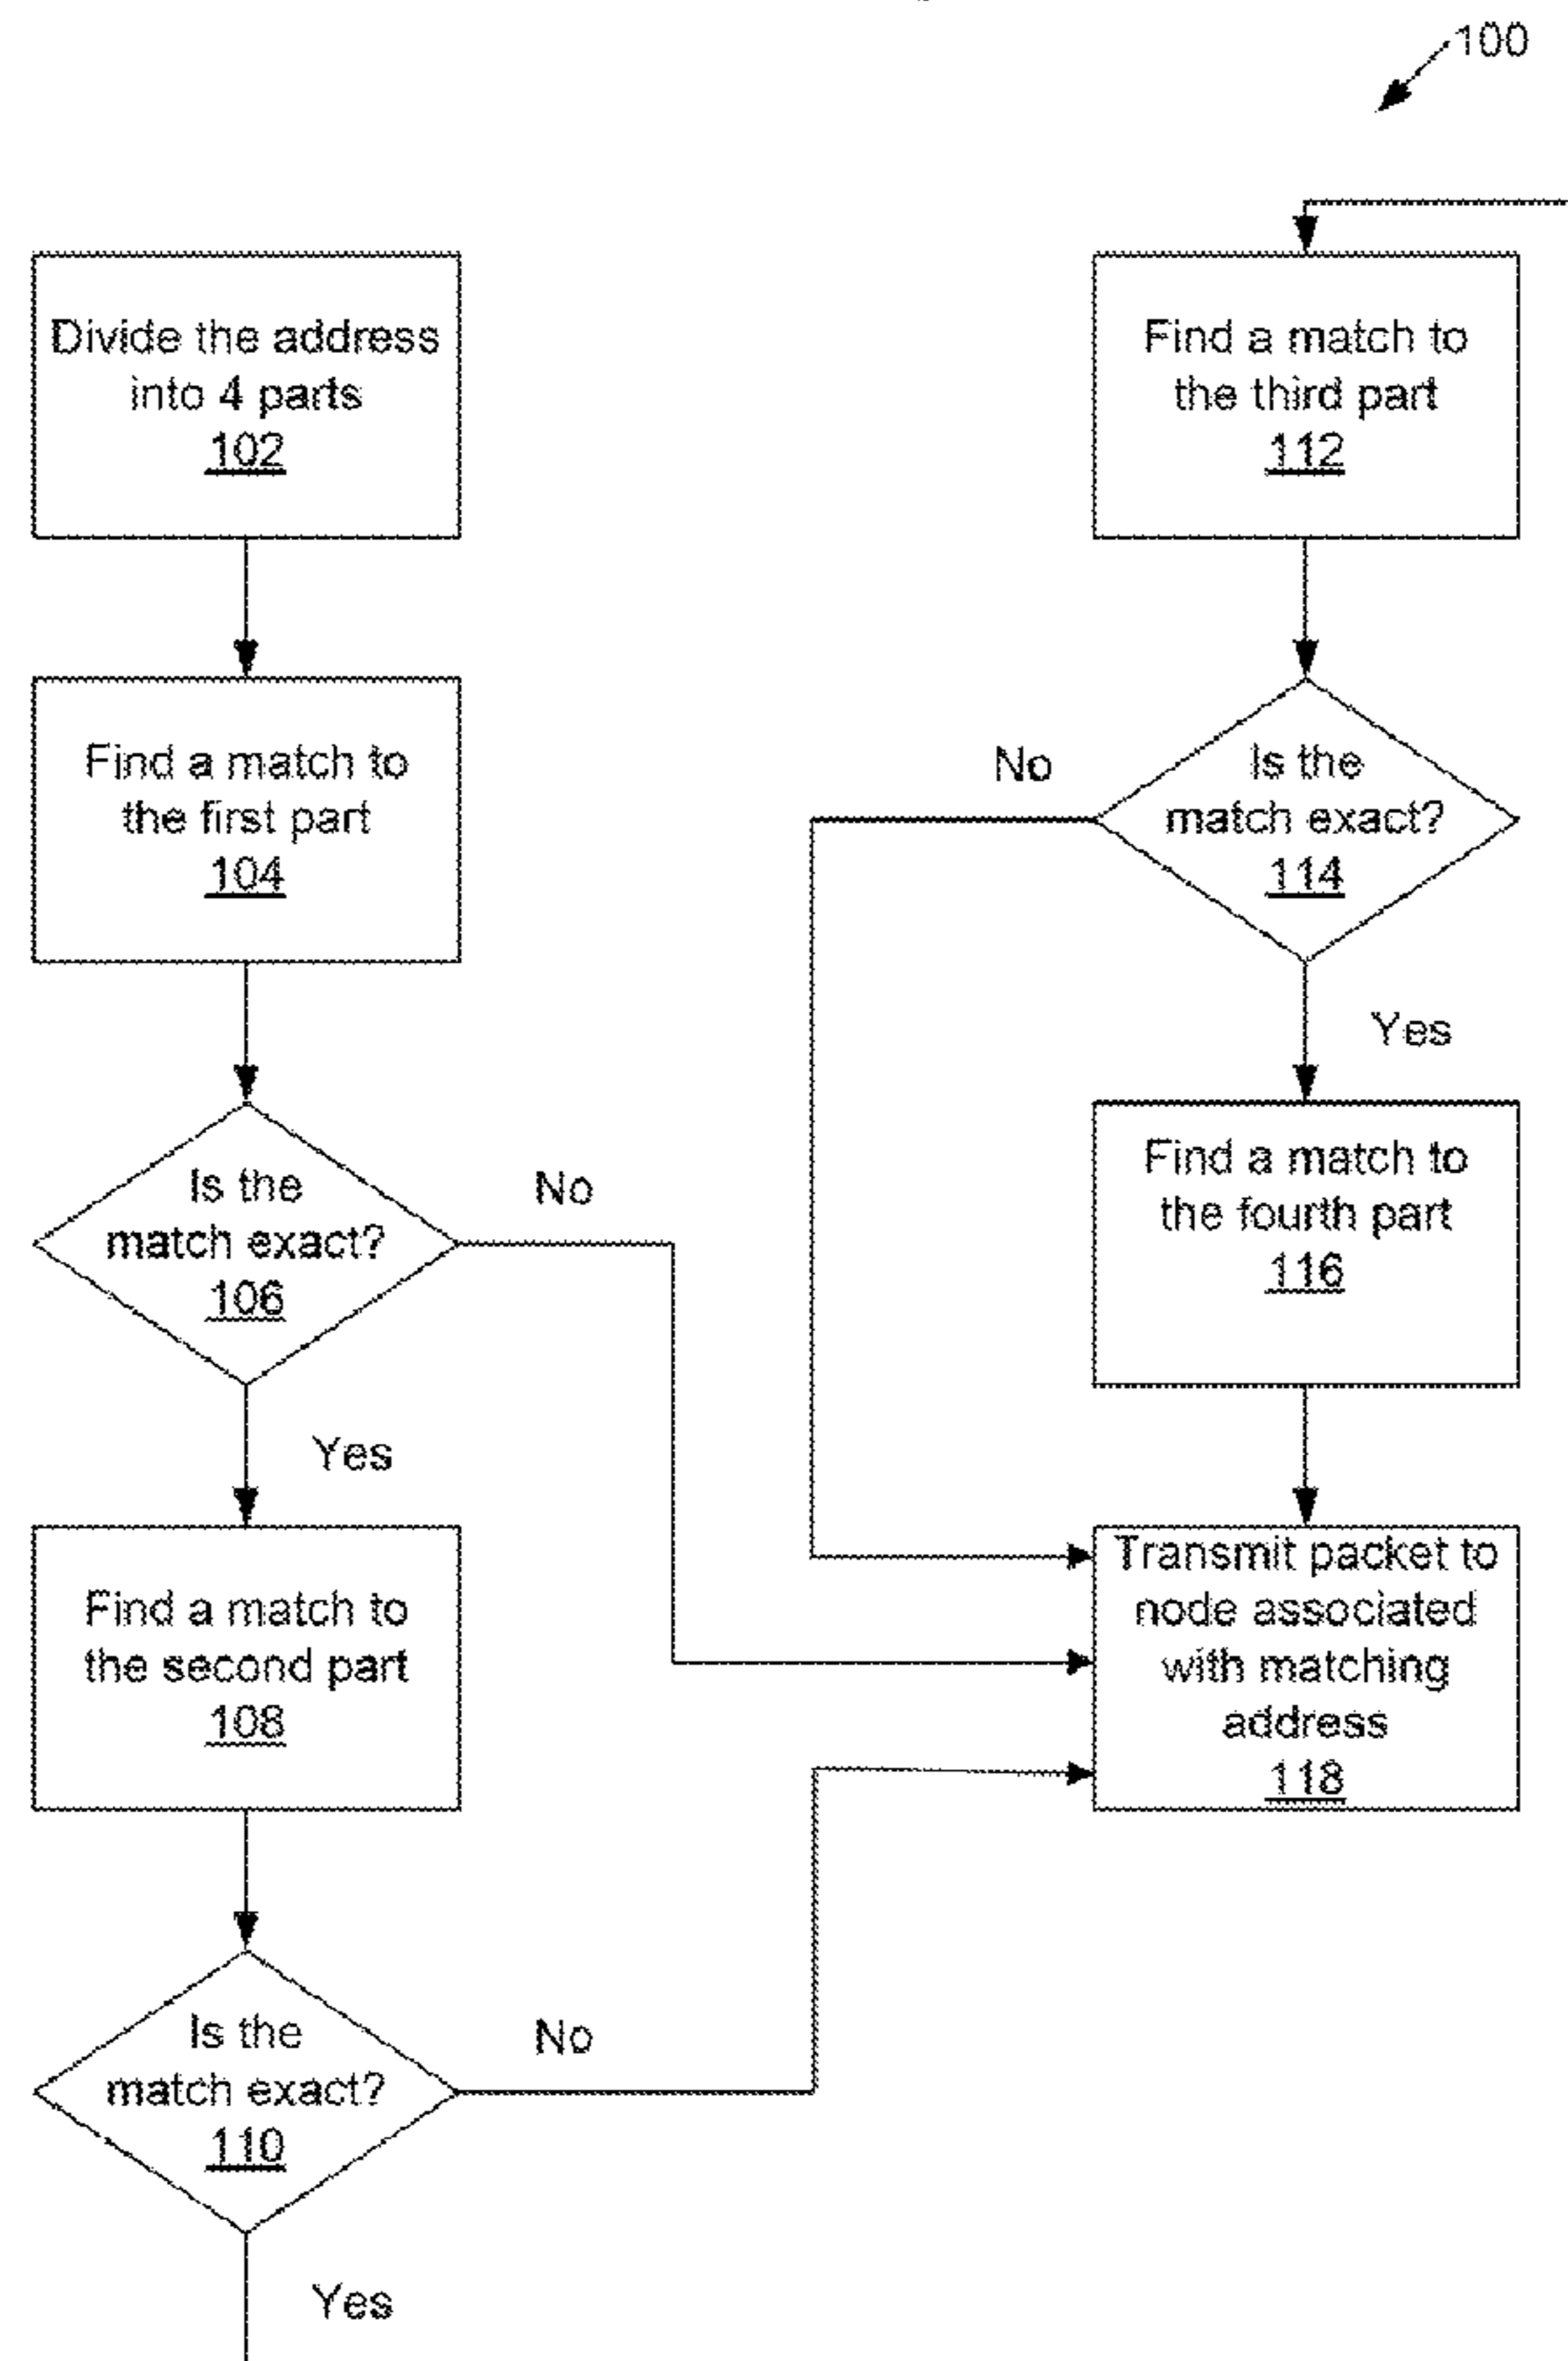 100
Divide the address
into 4 parts
102
Find a match to
the first part
104
Is the
match exact?
106
No
Yes
Find a match to
the second part
108
Is the
match exact?
110
No
Yes
Find a match to
the third part
112
Is the
match exact?
114
No
Yes
Find a match to
the fourth part
116
Transmit packet to
node associated
with matching
address
118